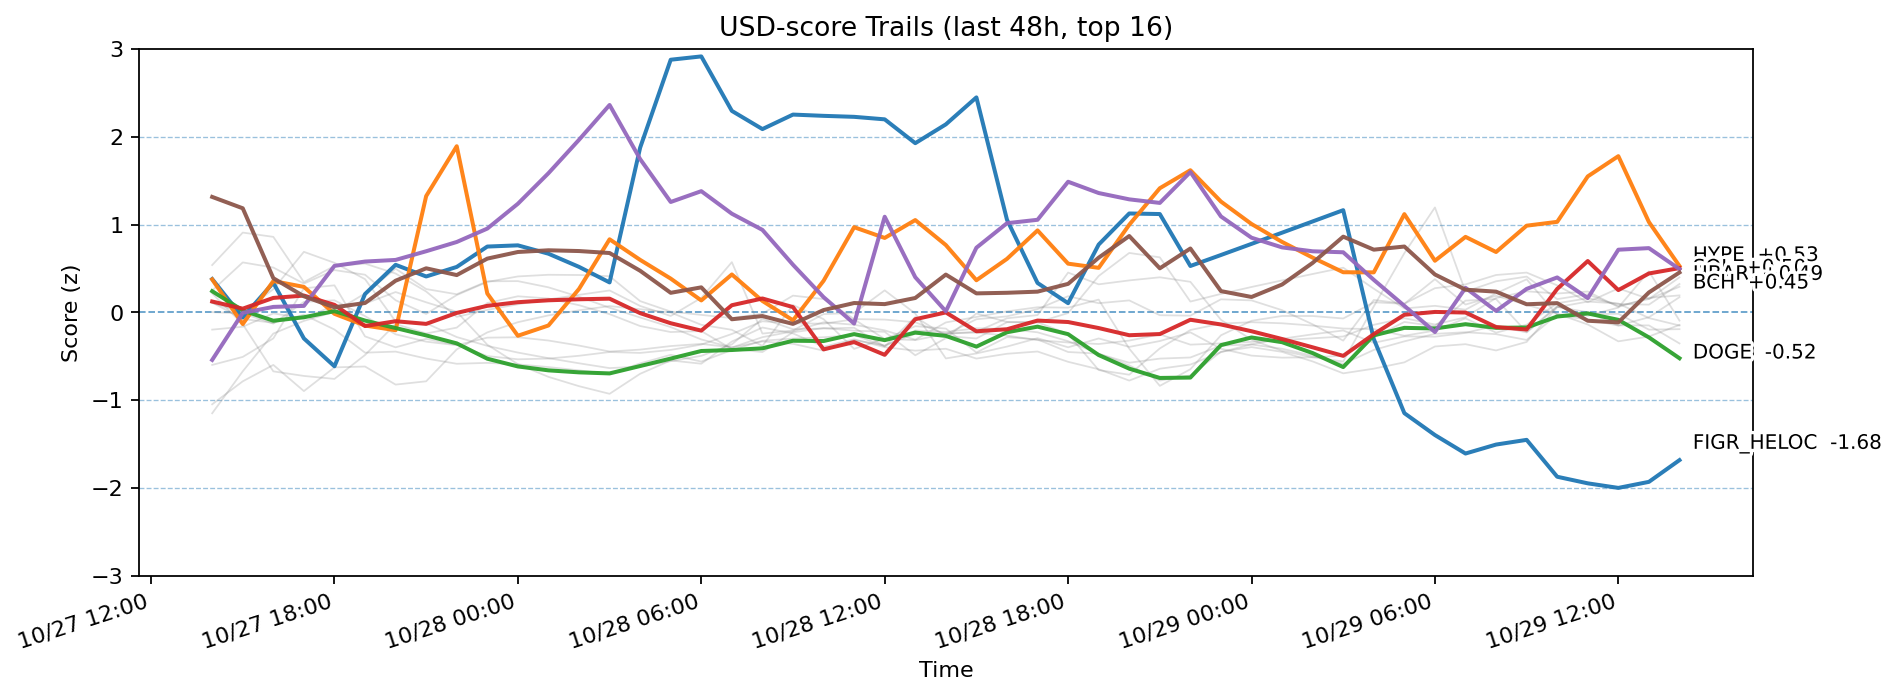 USD-score Trails (last 48h, top 16)
Score (z)
3
2
1
0
−1
−2
−3
HYPE +0.53
BCH +0.45
DOGE -0.52
FIGR_HELOC -1.68
10/27 12:00
10/27 18:00
10/28 00:00
10/28 06:00
10/28 12:00
10/28 18:00
10/29 00:00
10/29 06:00
10/29 12:00
Time